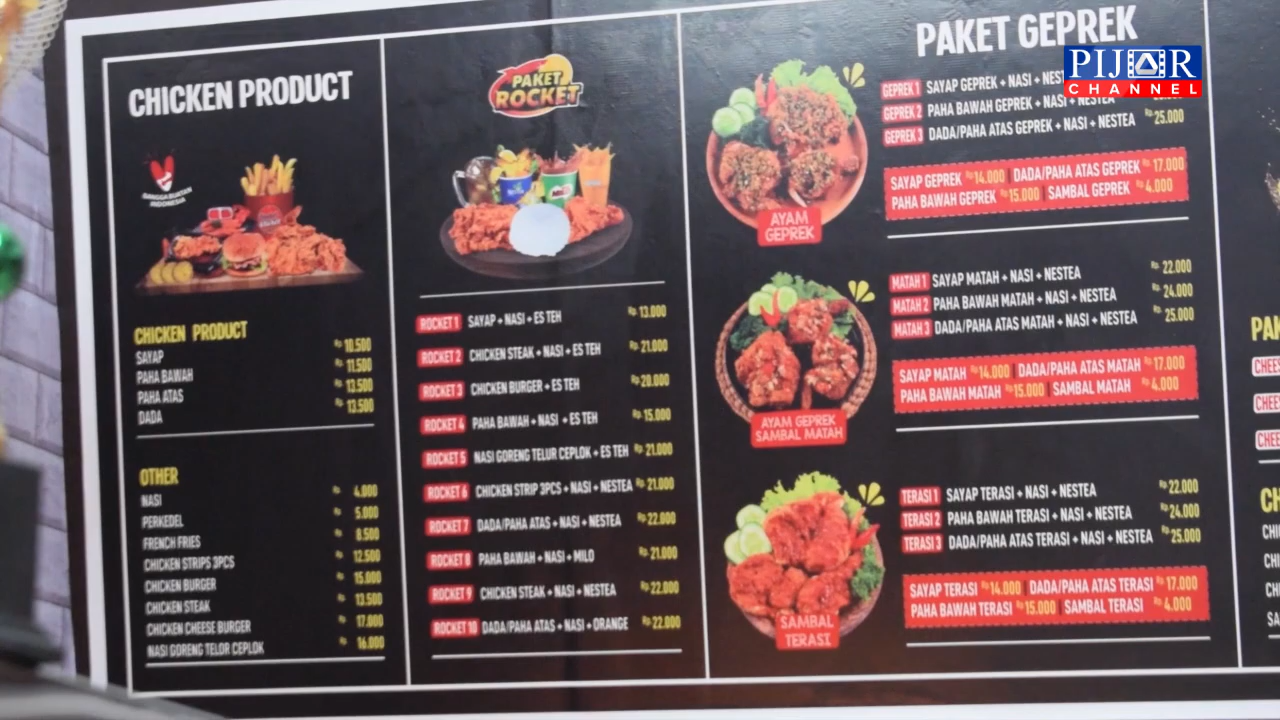 CHICKEN PRODUCT
BANGGA BUATAN
INDONESIA
CHICKEN PRODUCT
SAYAP Rp 10.500
PAHA BAWAH Rp 11.500
PAHA ATAS Rp 13.500
DADA Rp 13.500
OTHER
NASI Rp 4.000
PERKEDEL Rp 5.000
FRENCH FRIES Rp 8.500
CHICKEN STRIPS 3PCS Rp 12.500
CHICKEN BURGER Rp 15.000
CHICKEN STEAK Rp 13.500
CHICKEN CHEESE BURGER Rp 17.000
NASI GORENG TELOR CEPLOK Rp 16.000
PAKET
ROCKET
ROCKET 1 SAYAP + NASI + ES TEH Rp 13.000
ROCKET 2 CHICKEN STEAK + NASI + ES TEH Rp 21.000
ROCKET 3 CHICKEN BURGER + ES TEH Rp 20.000
ROCKET 4 PAHA BAWAH + NASI + ES TEH Rp 15.000
ROCKET 5 NASI GORENG TELUR CEPLOK + ES TEH Rp 21.000
ROCKET 6 CHICKEN STRIP 3PCS + NASI + NESTEA Rp 21.000
ROCKET 7 DADA/PAHA ATAS + NASI + NESTEA Rp 22.000
ROCKET 8 PAHA BAWAH + NASI + MILO Rp 21.000
ROCKET 9 CHICKEN STEAK + NASI + NESTEA Rp 22.000
ROCKET 10 DADA/PAHA ATAS + NASI + ORANGE Rp 22.000
PAKET GEPREK
PIJAR
CHANNEL
GEPREK 1 SAYAP GEPREK + NASI + NEST
GEPREK 2 PAHA BAWAH GEPREK + NASI + NESTEA
GEPREK 3 DADA/PAHA ATAS GEPREK + NASI + NESTEA Rp 25.000
SAYAP GEPREK Rp 14.000 | DADA/PAHA ATAS GEPREK Rp 17.000
PAHA BAWAH GEPREK Rp 15.000 | SAMBAL GEPREK Rp 4.000
AYAM
GEPREK
MATAH 1 SAYAP MATAH + NASI + NESTEA Rp 22.000
MATAH 2 PAHA BAWAH MATAH + NASI + NESTEA Rp 24.000
MATAH 3 DADA/PAHA ATAS MATAH + NASI + NESTEA Rp 25.000
SAYAP MATAH Rp 14.000 | DADA/PAHA ATAS MATAH Rp 17.000
PAHA BAWAH MATAH Rp 15.000 | SAMBAL MATAH Rp 4.000
AYAM GEPREK
SAMBAL MATAH
TERASI 1 SAYAP TERASI + NASI + NESTEA Rp 22.000
TERASI 2 PAHA BAWAH TERASI + NASI + NESTEA Rp 24.000
TERASI 3 DADA/PAHA ATAS TERASI + NASI + NESTEA Rp 25.000
SAYAP TERASI Rp 14.000 | DADA/PAHA ATAS TERASI Rp 17.000
PAHA BAWAH TERASI Rp 15.000 | SAMBAL TERASI Rp 4.000
SAMBAL
TERASI
CHEES
CHEES
CHEES
CHI
CHI
CHI
SA